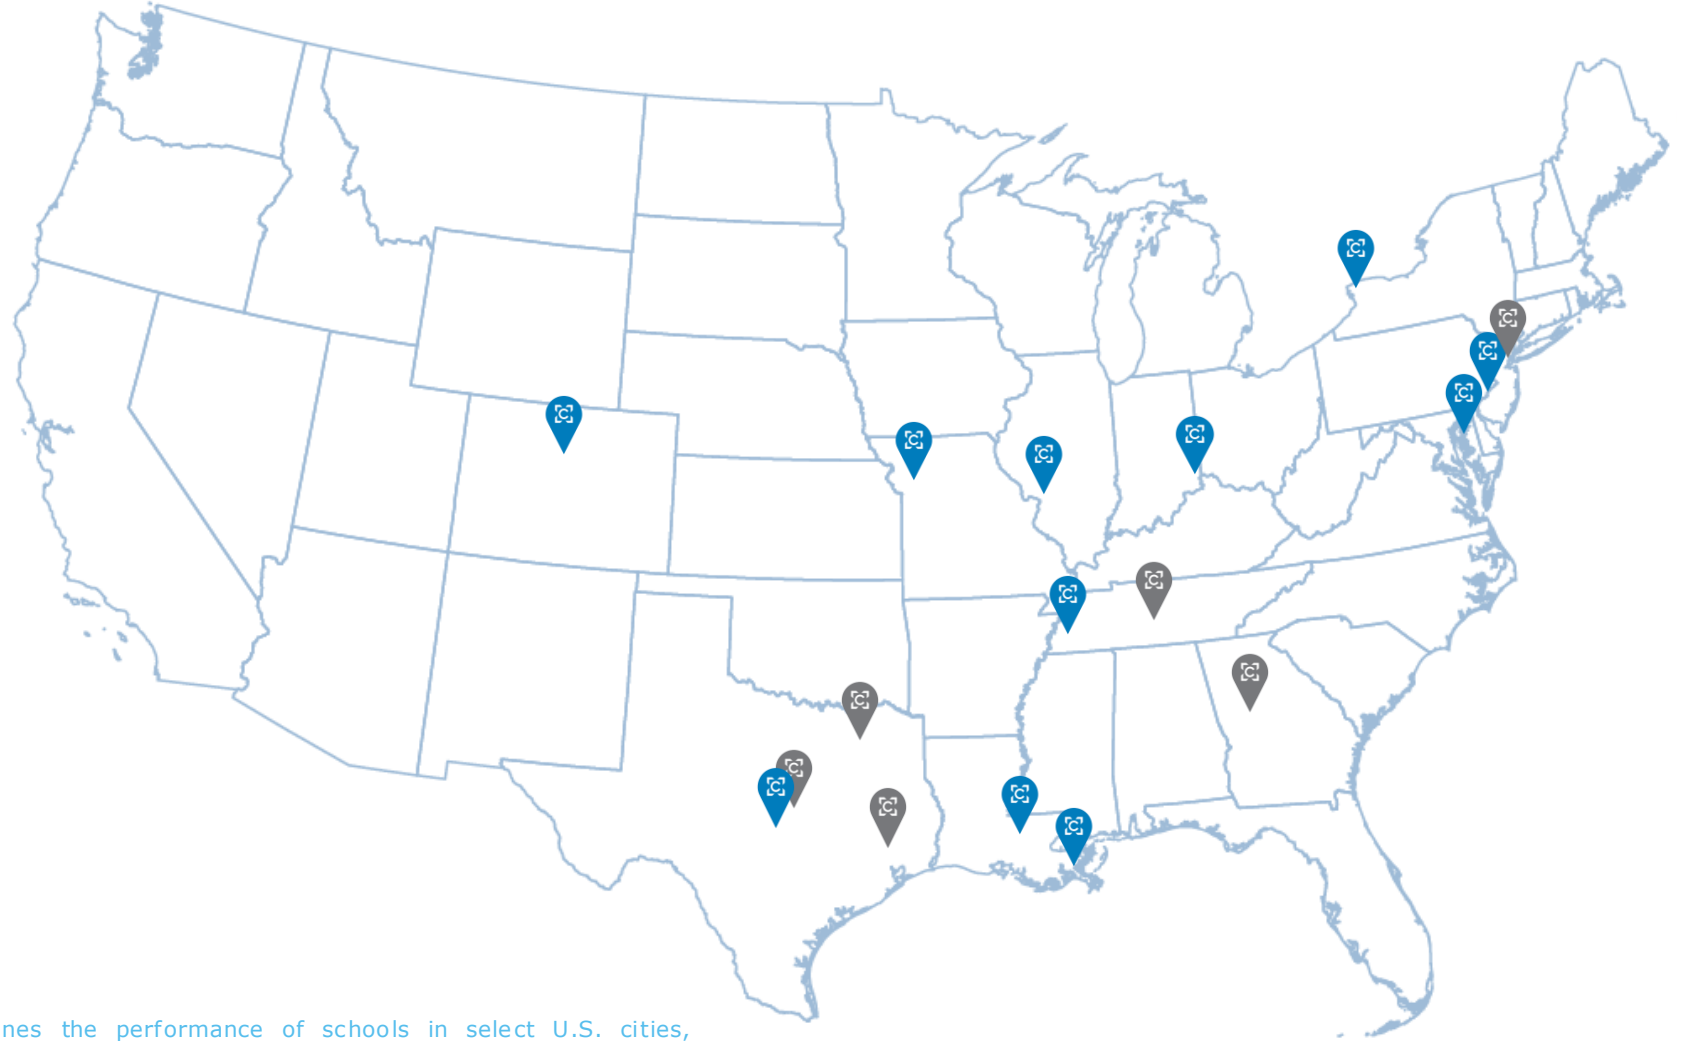 nes the performance of schools in select U.S. cities,